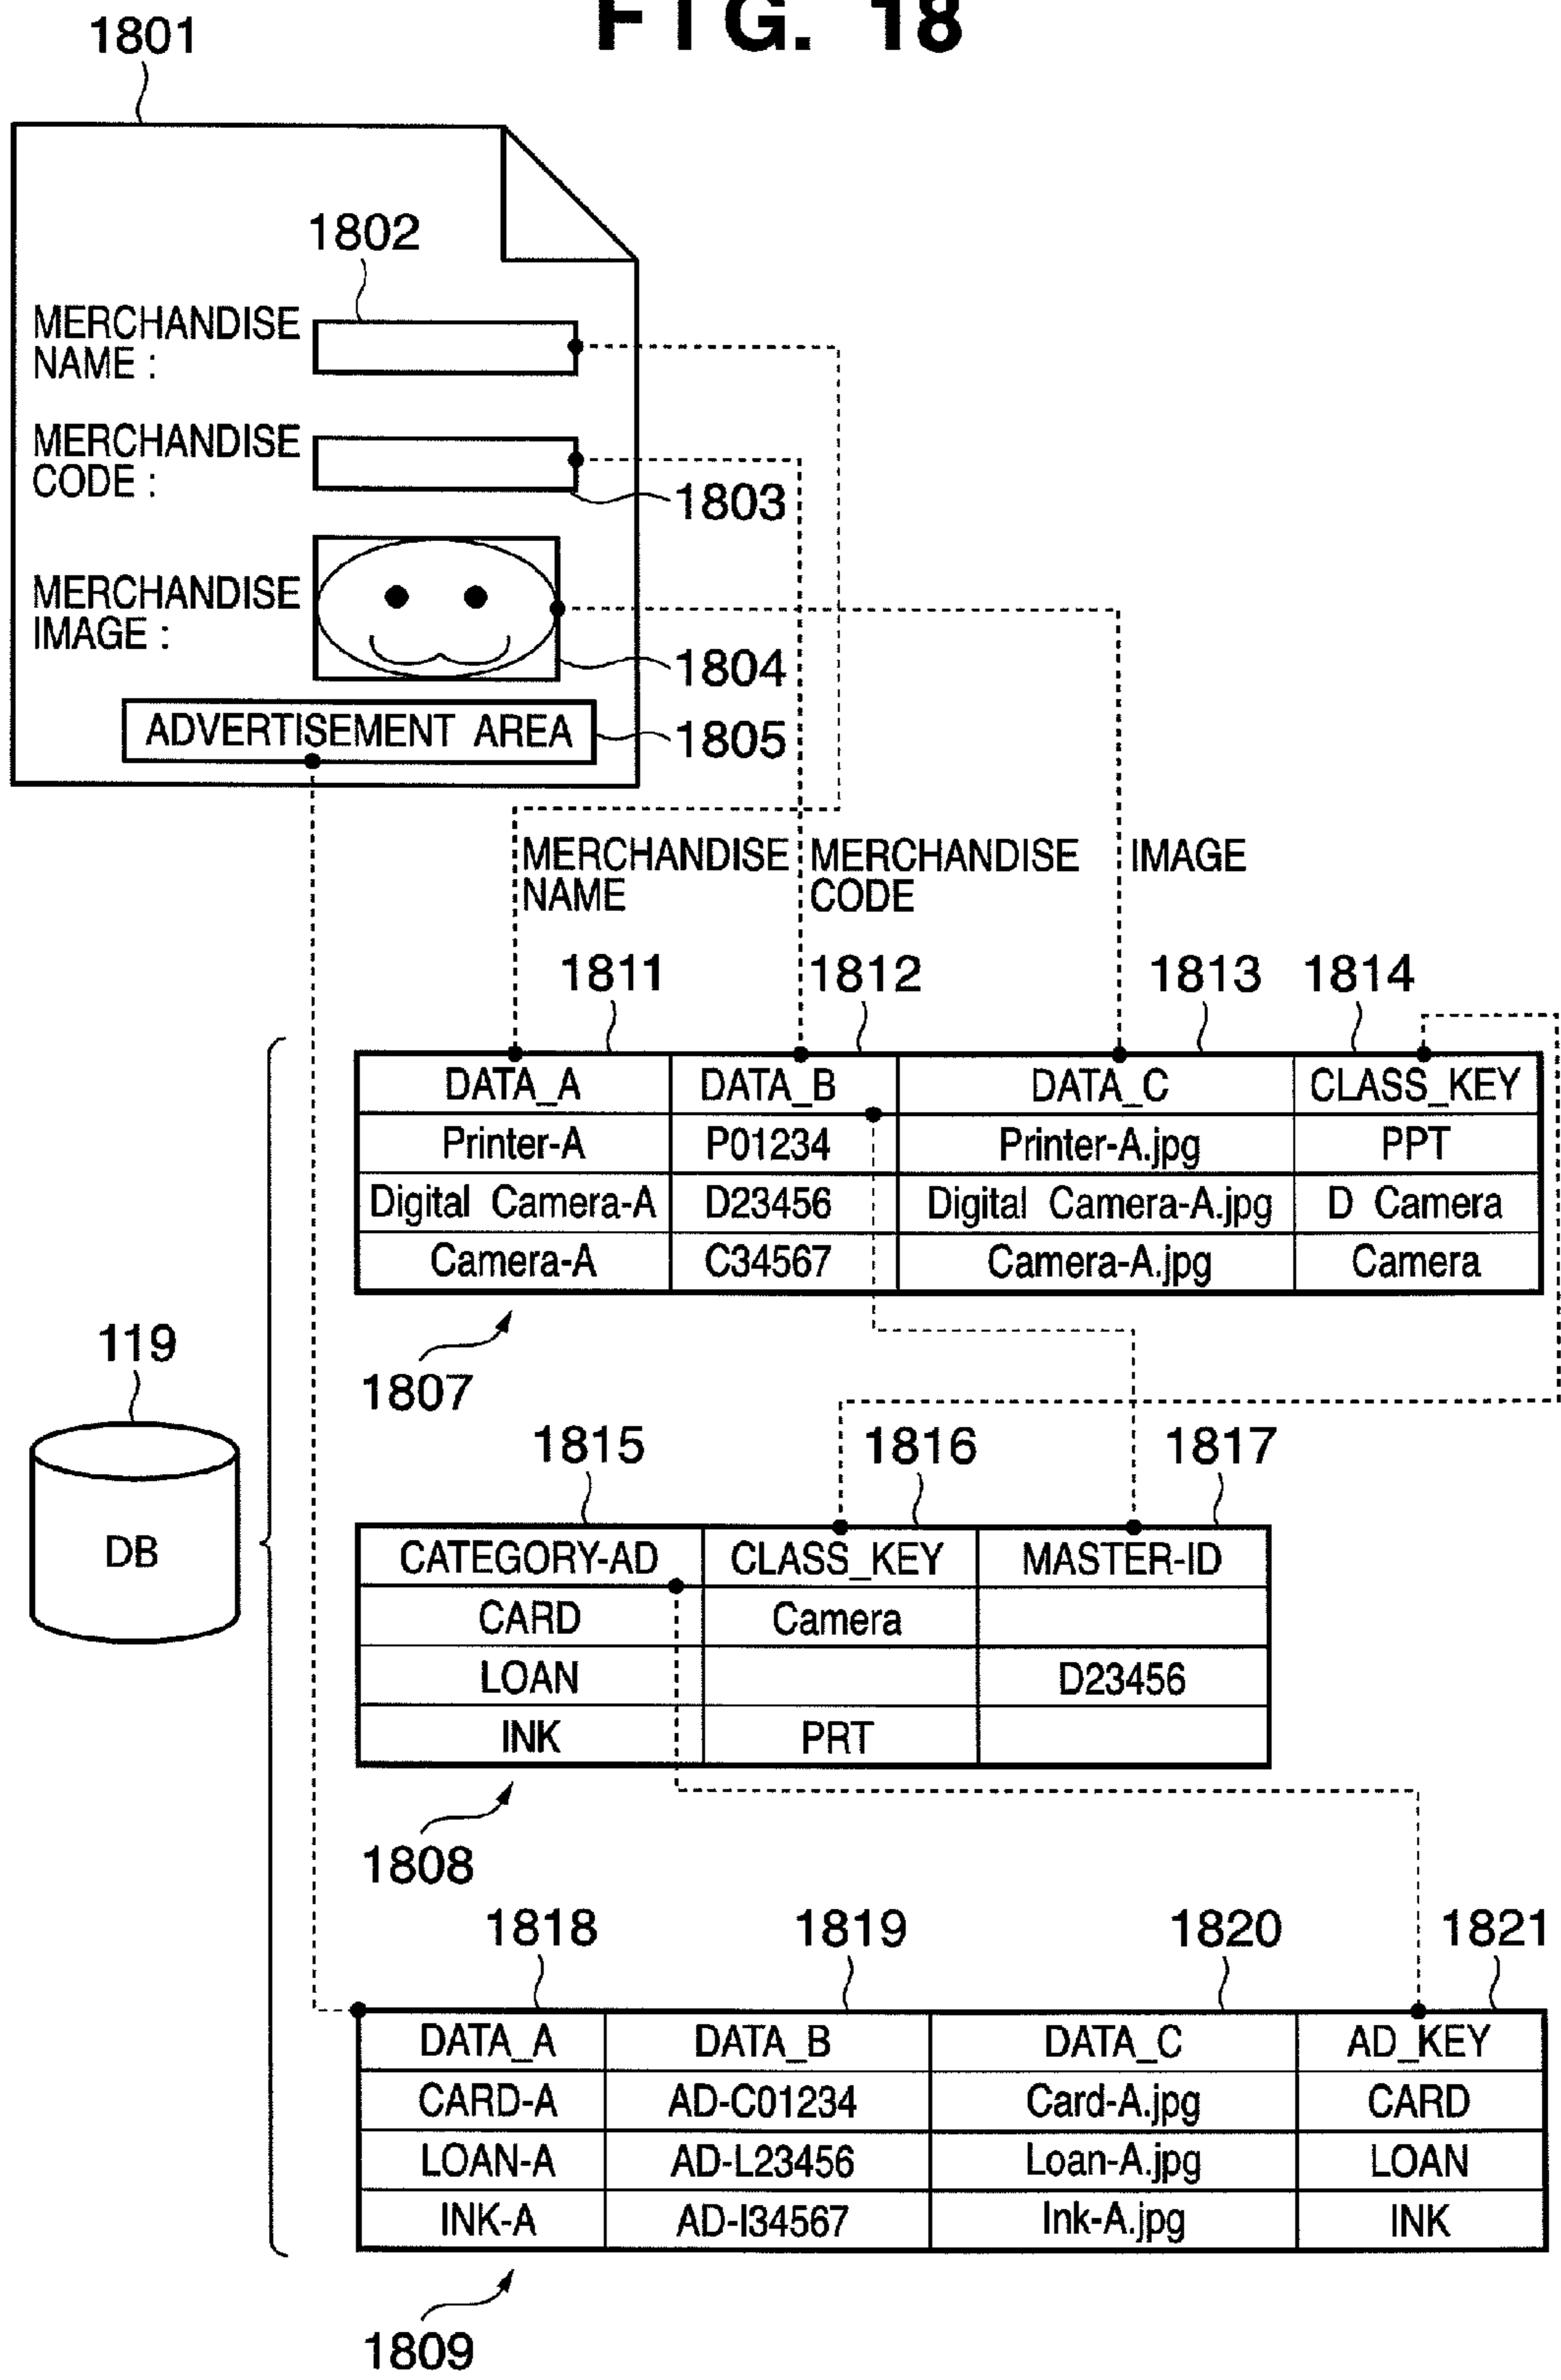 FIG. 18
1801
1802
MERCHANDISE
NAME :
MERCHANDISE
CODE :
1803
MERCHANDISE
IMAGE :
1804
ADVERTISEMENT AREA
1805
MERCHANDISE MERCHANDISE IMAGE
NAME CODE
1811 1812 1813 1814
DATA_A DATA_B DATA_C CLASS_KEY
Printer-A P01234 Printer-A.jpg PPT
Digital Camera-A D23456 Digital Camera-A.jpg D Camera
Camera-A C34567 Camera-A.jpg Camera
119
1807
DB
1815 1816 1817
CATEGORY-AD CLASS_KEY MASTER-ID
CARD Camera
LOAN D23456
INK PRT
1808
1818 1819 1820 1821
DATA_A DATA_B DATA_C AD_KEY
CARD-A AD-C01234 Card-A.jpg CARD
LOAN-A AD-L23456 Loan-A.jpg LOAN
INK-A AD-I34567 Ink-A.jpg INK
1809